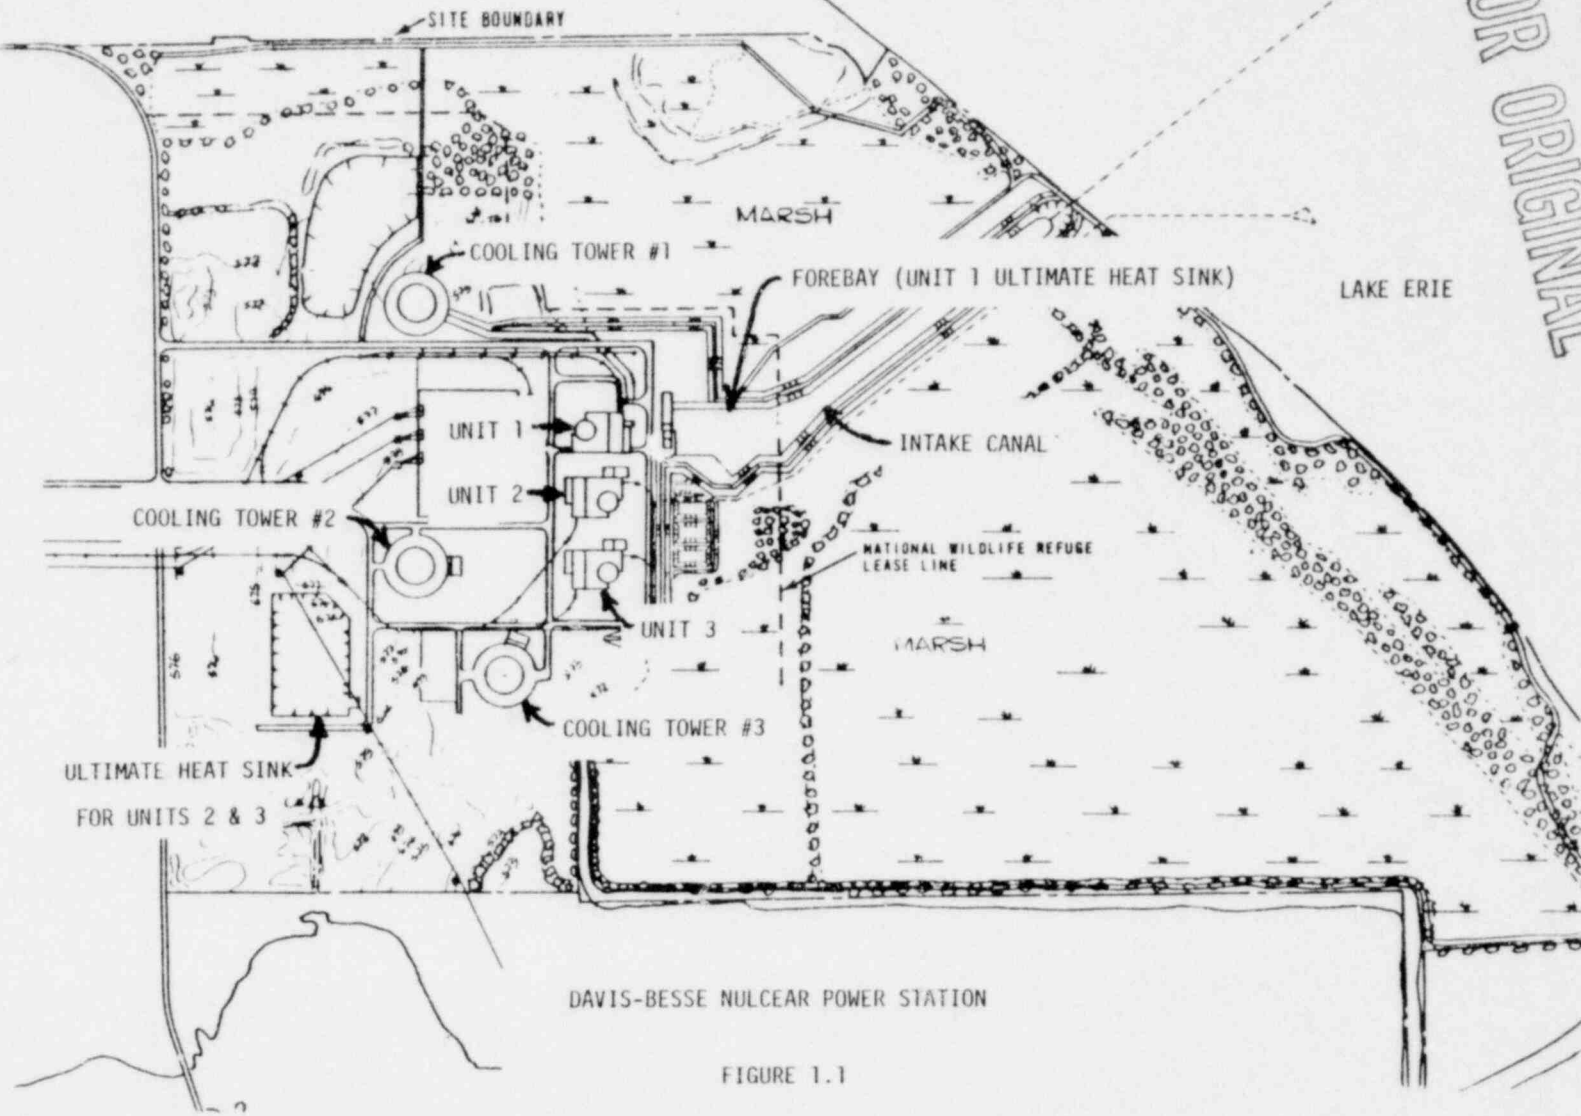 SITE BOUNDARY
OR ORIGINAL
MARSH
COOLING TOWER #1
FOREBAY (UNIT 1 ULTIMATE HEAT SINK)
LAKE ERIE
UNIT 1
INTAKE CANAL
UNIT 2
COOLING TOWER #2
NATIONAL WILDLIFE REFUGE
LEASE LINE
UNIT 3
MARSH
COOLING TOWER #3
ULTIMATE HEAT SINK
FOR UNITS 2 & 3
DAVIS-BESSE NULCEAR POWER STATION
FIGURE 1.1